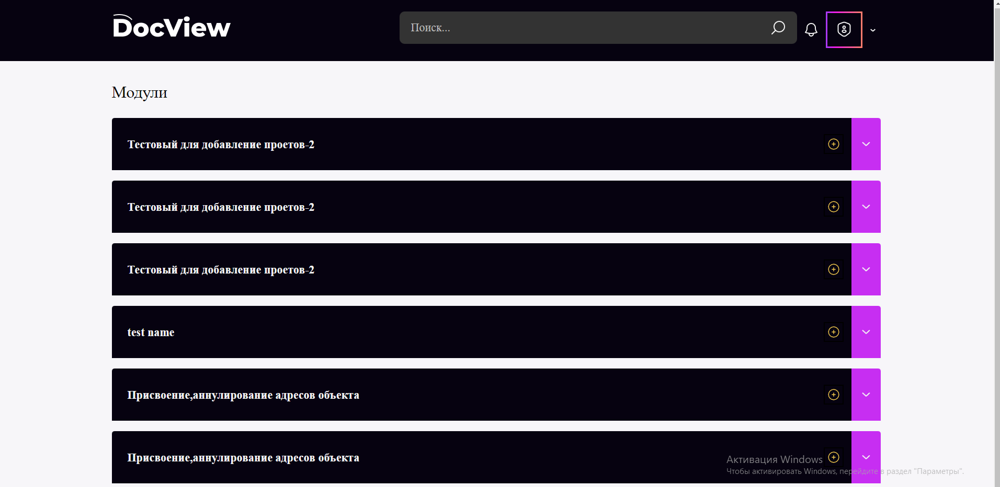 DocView
Поиск...
Модули
Тестовый для добавление проетов-2
Тестовый для добавление проетов-2
Тестовый для добавление проетов-2
test name
Присвоение,аннулирование адресов объекта
Присвоение,аннулирование адресов объекта
Активация Windows
Чтобы активировать Windows, перейдите в раздел "Параметры".